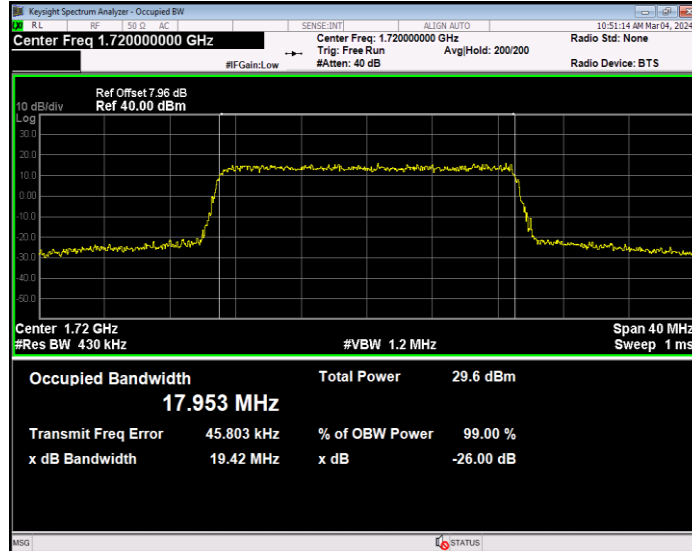 Keysight Spectrum Analyzer - Occupied BW
RL RF 50 Ω AC SENSE:INT ALIGN AUTO 10:51:14 AM Mar 04, 2024
Center Freq 1.720000000 GHz
Center Freq: 1.720000000 GHz Radio Std: None
Trig: Free Run Avg|Hold: 200/200
#IFGain:Low #Atten: 40 dB Radio Device: BTS
Ref Offset 7.96 dB
10 dB/div Ref 40.00 dBm
Log
30.0
20.0
10.0
0.00
-10.0
-20.0
-30.0
-40.0
-50.0
Center 1.72 GHz Span 40 MHz
#Res BW 430 kHz #VBW 1.2 MHz Sweep 1 ms
Occupied Bandwidth Total Power 29.6 dBm
17.953 MHz
Transmit Freq Error 45.803 kHz % of OBW Power 99.00 %
x dB Bandwidth 19.42 MHz x dB -26.00 dB
MSG STATUS